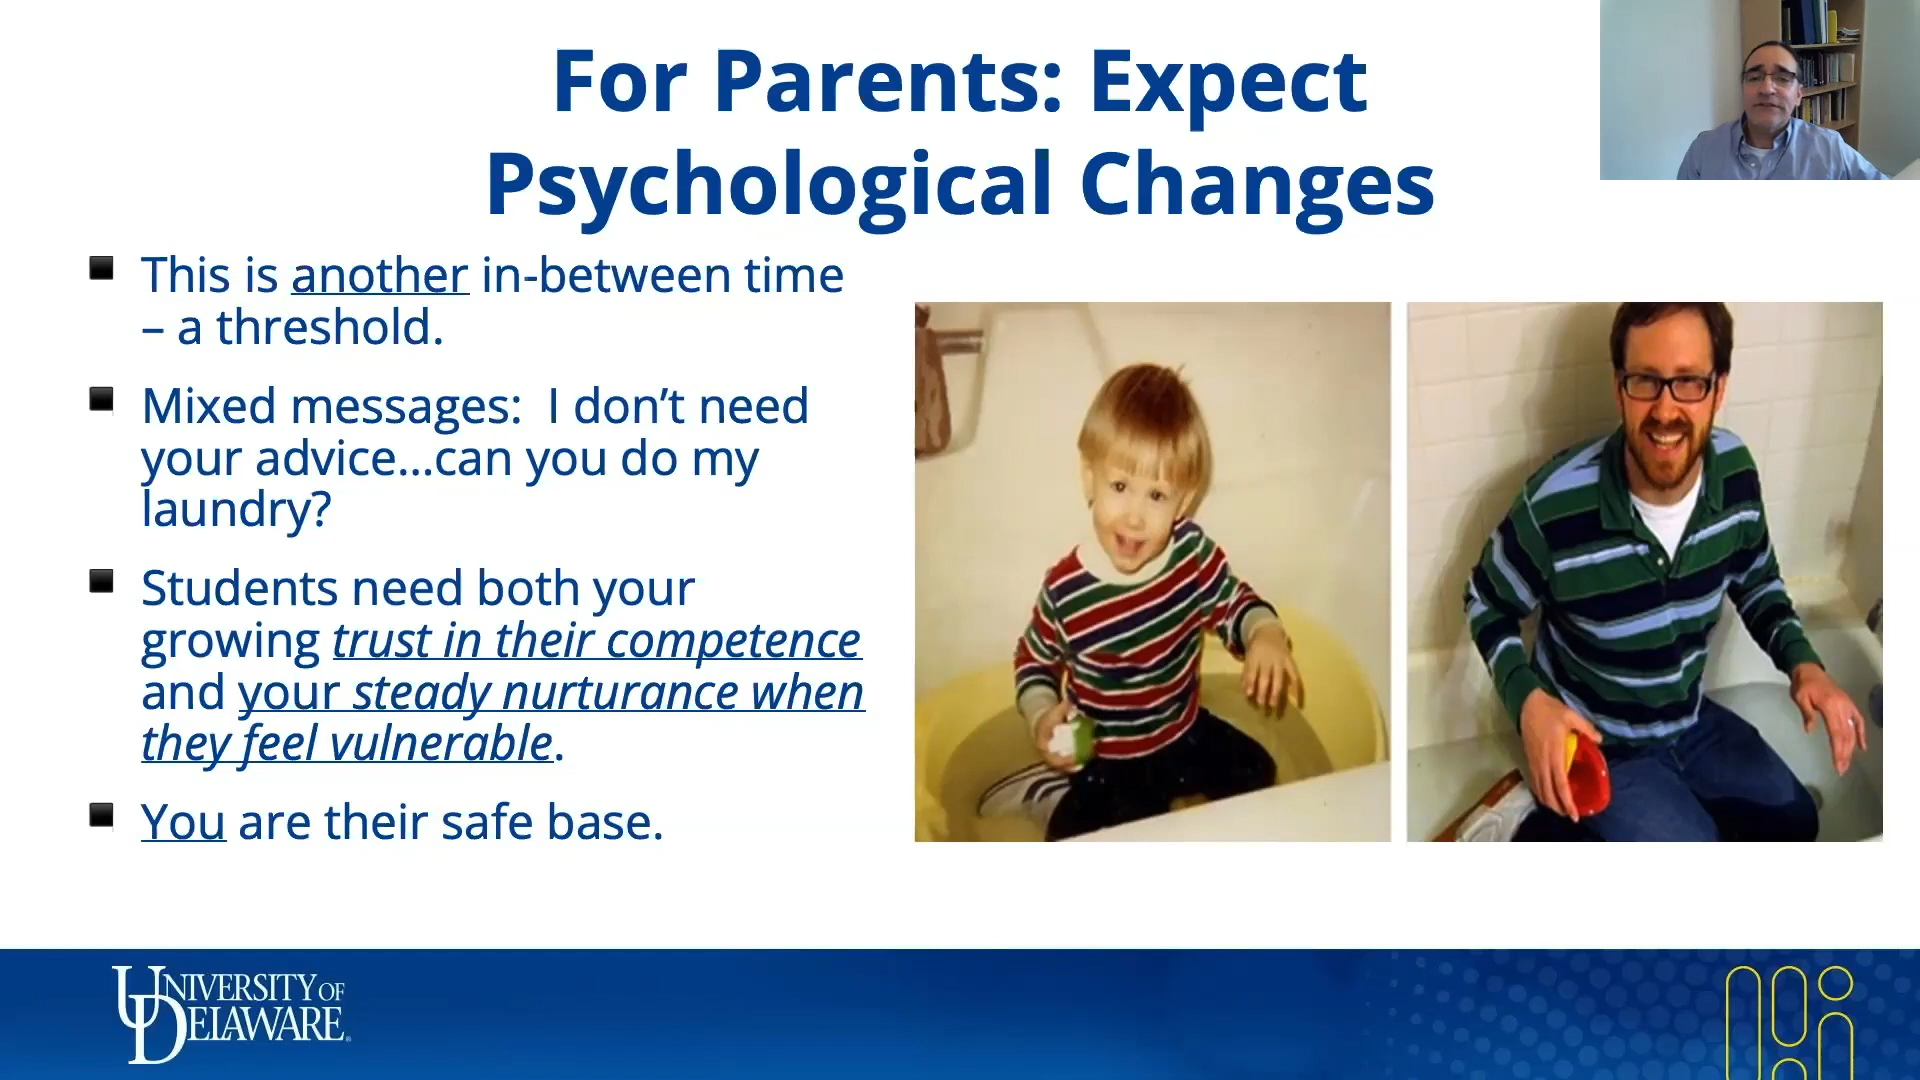 For Parents: Expect
Psychological Changes
This is another in-between time
– a threshold.
Mixed messages:  I don’t need
your advice...can you do my
laundry?
Students need both your
growing trust in their competence
and your steady nurturance when
they feel vulnerable.
You are their safe base.
UNIVERSITY OF
DELAWARE